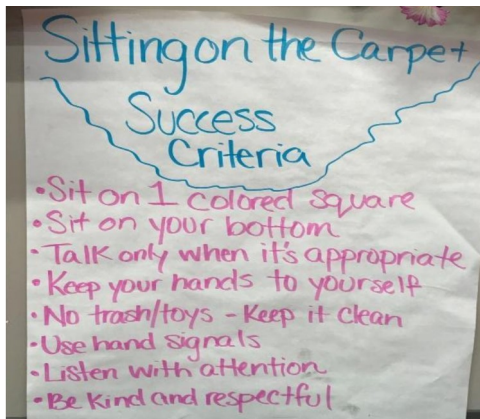 Sitting on the Carpet
Success
Criteria
• Sit on 1 colored square
• Sit on your bottom
• Talk only when it's appropriate
• Keep your hands to yourself
• No trash/toys - Keep it clean
• Use hand signals
• Listen with attention
• Be kind and respectful